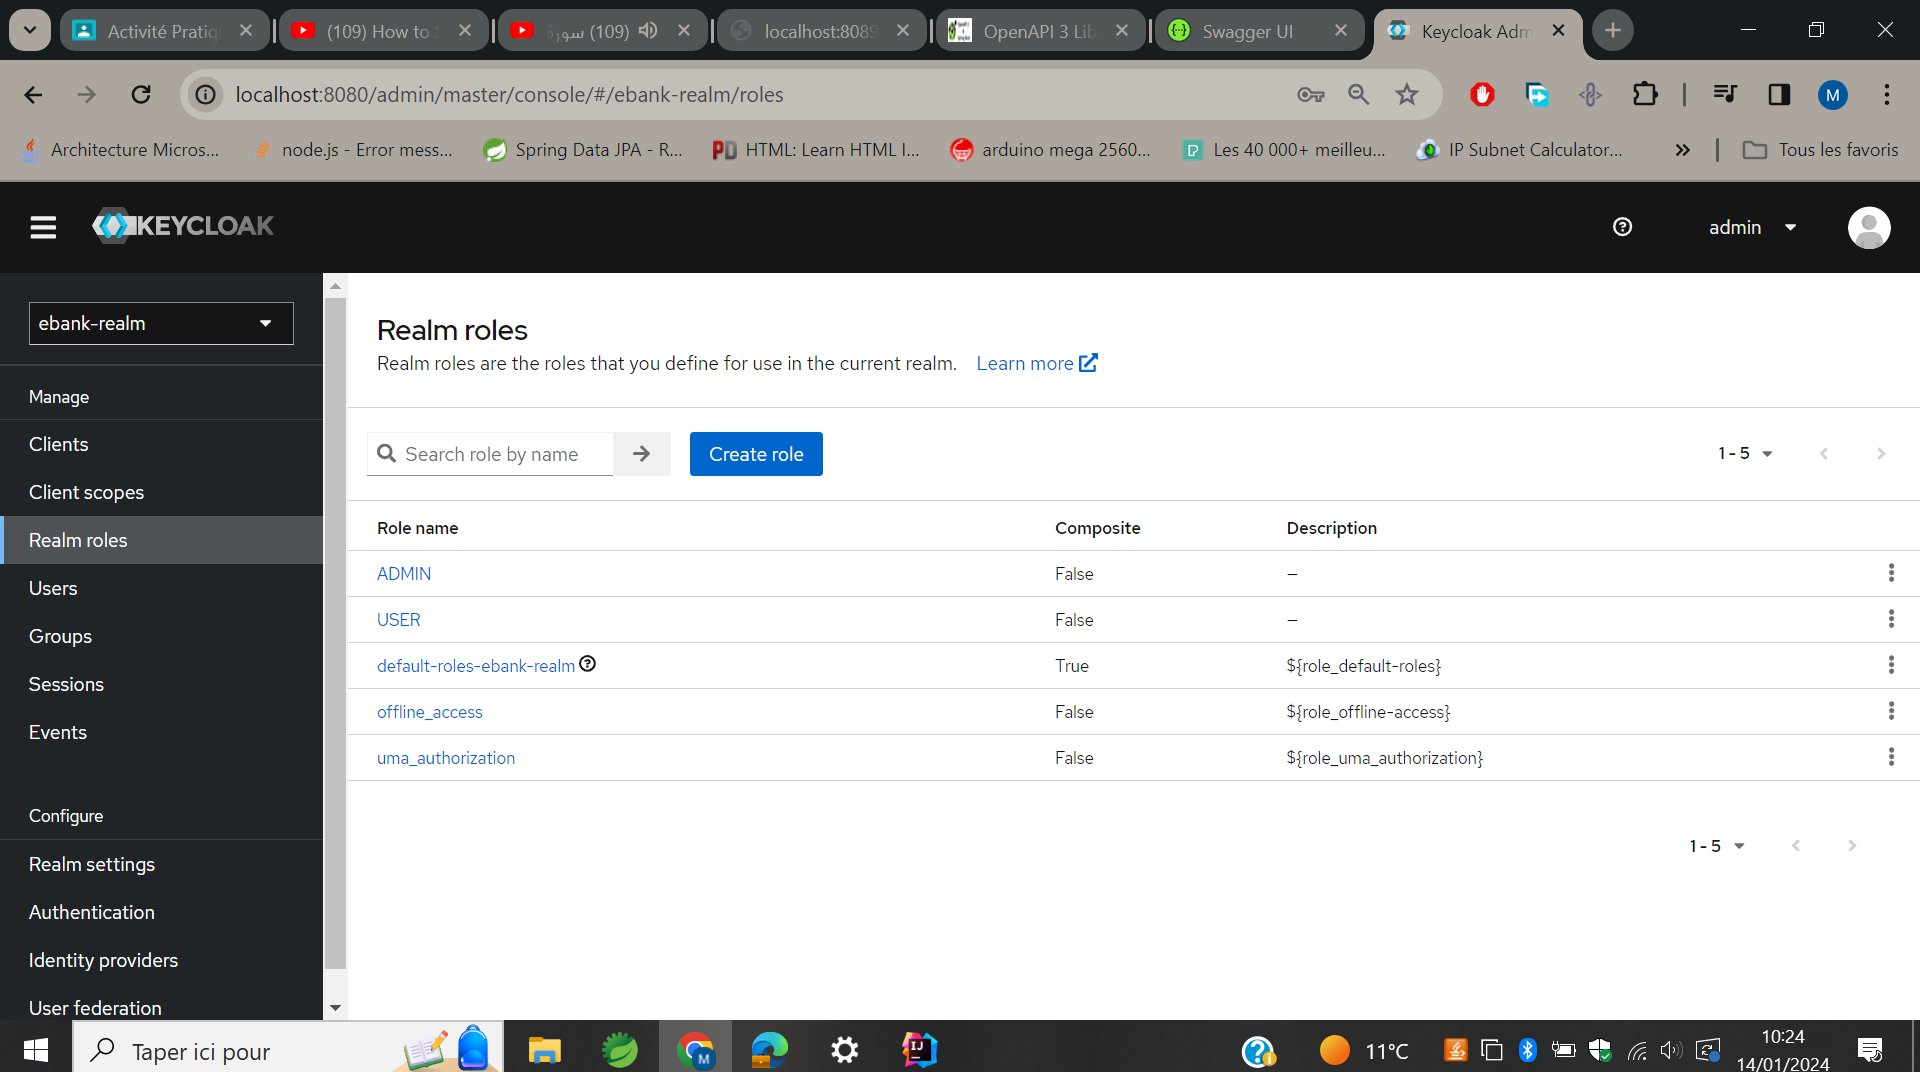 Activité Pratiq
(109) How to S
(109) سورة
localhost:8089
OpenAPI 3 Lib
Swagger UI
Keycloak Adm
localhost:8080/admin/master/console/#/ebank-realm/roles
M
Architecture Micros...
node.js - Error mess...
Spring Data JPA - R...
HTML: Learn HTML I...
arduino mega 2560...
Les 40 000+ meilleu...
IP Subnet Calculator...
Tous les favoris
KEYCLOAK
admin
ebank-realm
Manage
Clients
Client scopes
Realm roles
Users
Groups
Sessions
Events
Configure
Realm settings
Authentication
Identity providers
User federation
Realm roles
Realm roles are the roles that you define for use in the current realm. Learn more
Search role by name
Create role
1 - 5
Role name Composite Description
ADMIN False –
USER False –
default-roles-ebank-realm True ${role_default-roles}
offline_access False ${role_offline-access}
uma_authorization False ${role_uma_authorization}
1 - 5
Taper ici pour
11°C
10:24
14/01/2024